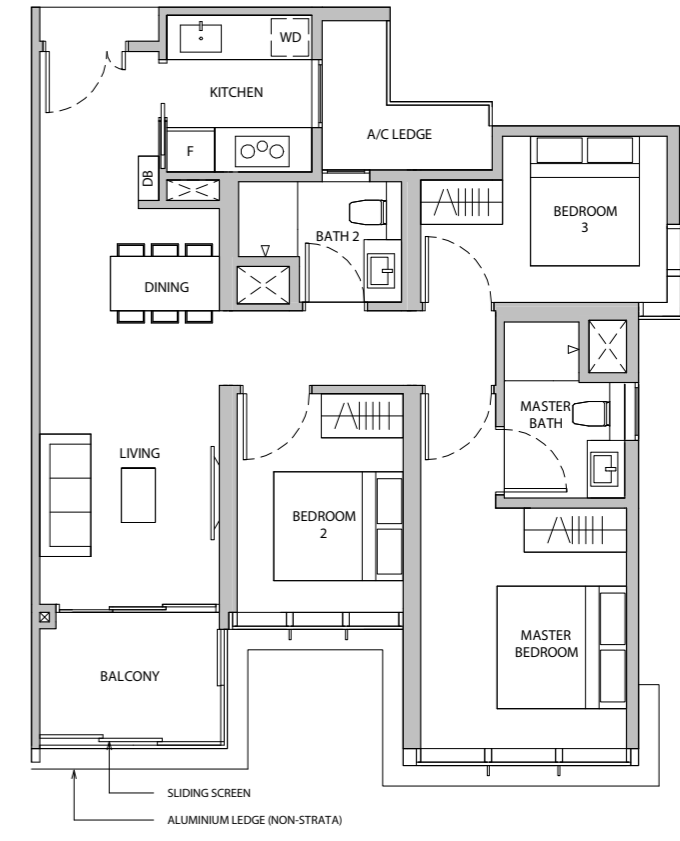 WD
KITCHEN
A/C LEDGE
F
DB
BEDROOM
3
BATH 2
DINING
MASTER
BATH
LIVING
BEDROOM
2
MASTER
BEDROOM
BALCONY
SLIDING SCREEN
ALUMINIUM LEDGE (NON-STRATA)